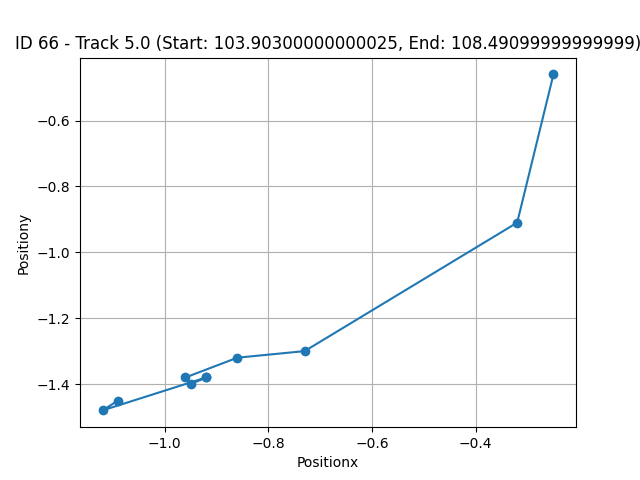 ID 66 - Track 5.0 (Start: 103.90300000000025, End: 108.49099999999999)
−0.6
−0.8
−1.0
−1.2
−1.4
Positiony
−1.0 −0.8 −0.6 −0.4
Positionx